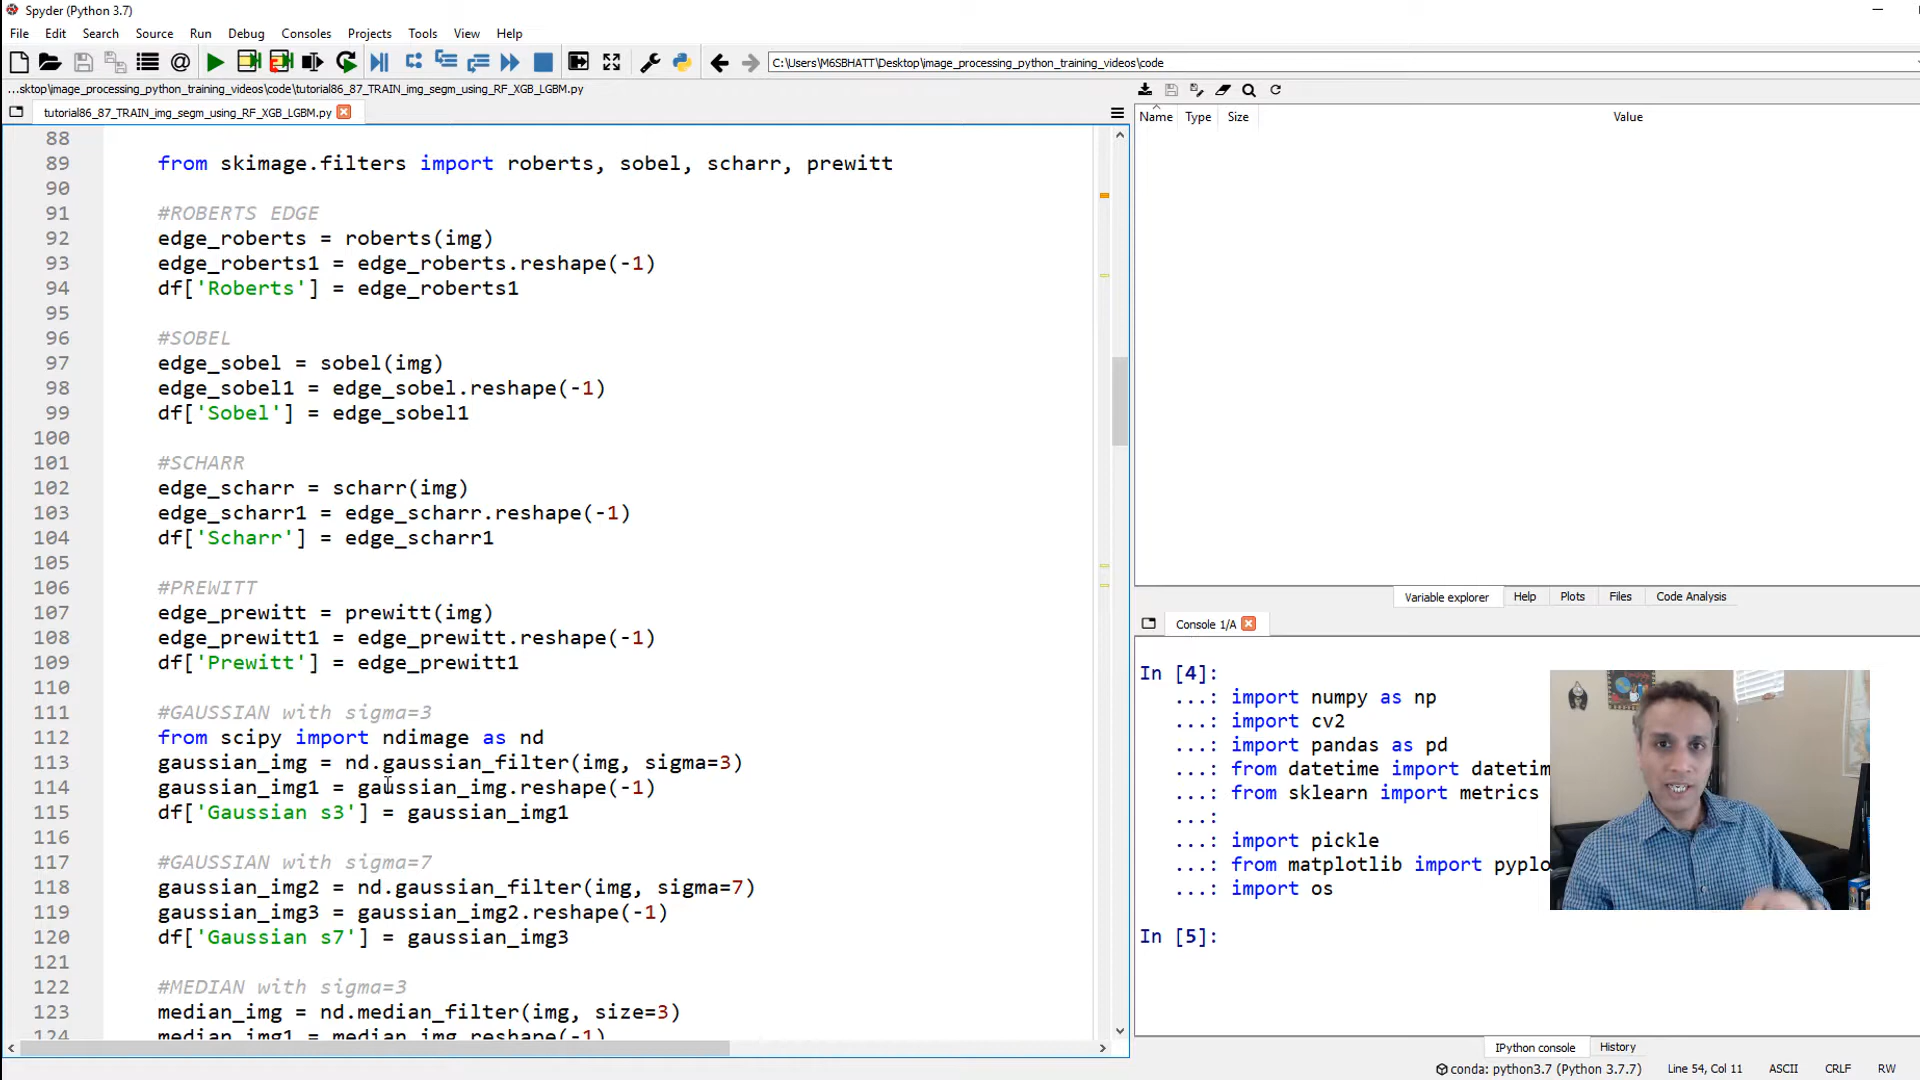 Spyder (Python 3.7)
File Edit Search Source Run Debug Consoles Projects Tools View Help
C:\Users\M6SBHATT\Desktop\image_processing_python_training_videos\code
...sktop\image_processing_python_training_videos\code\tutorial86_87_TRAIN_img_segm_using_RF_XGB_LGBM.py
tutorial86_87_TRAIN_img_segm_using_RF_XGB_LGBM.py
88
89 from skimage.filters import roberts, sobel, scharr, prewitt
90
91 #ROBERTS EDGE
92 edge_roberts = roberts(img)
93 edge_roberts1 = edge_roberts.reshape(-1)
94 df['Roberts'] = edge_roberts1
95
96 #SOBEL
97 edge_sobel = sobel(img)
98 edge_sobel1 = edge_sobel.reshape(-1)
99 df['Sobel'] = edge_sobel1
100
101 #SCHARR
102 edge_scharr = scharr(img)
103 edge_scharr1 = edge_scharr.reshape(-1)
104 df['Scharr'] = edge_scharr1
105
106 #PREWITT
107 edge_prewitt = prewitt(img)
108 edge_prewitt1 = edge_prewitt.reshape(-1)
109 df['Prewitt'] = edge_prewitt1
110
111 #GAUSSIAN with sigma=3
112 from scipy import ndimage as nd
113 gaussian_img = nd.gaussian_filter(img, sigma=3)
114 gaussian_img1 = gaussian_img.reshape(-1)
115 df['Gaussian s3'] = gaussian_img1
116
117 #GAUSSIAN with sigma=7
118 gaussian_img2 = nd.gaussian_filter(img, sigma=7)
119 gaussian_img3 = gaussian_img2.reshape(-1)
120 df['Gaussian s7'] = gaussian_img3
121
122 #MEDIAN with sigma=3
123 median_img = nd.median_filter(img, size=3)
124 median_img1 = median_img.reshape(-1)
Name Type Size Value
Variable explorer Help Plots Files Code Analysis
Console 1/A
In [4]:
...: import numpy as np
...: import cv2
...: import pandas as pd
...: from datetime import datetim
...: from sklearn import metrics
...:
...: import pickle
...: from matplotlib import pyplo
...: import os
In [5]:
IPython console History
conda: python3.7 (Python 3.7.7) Line 54, Col 11 ASCII CRLF RW